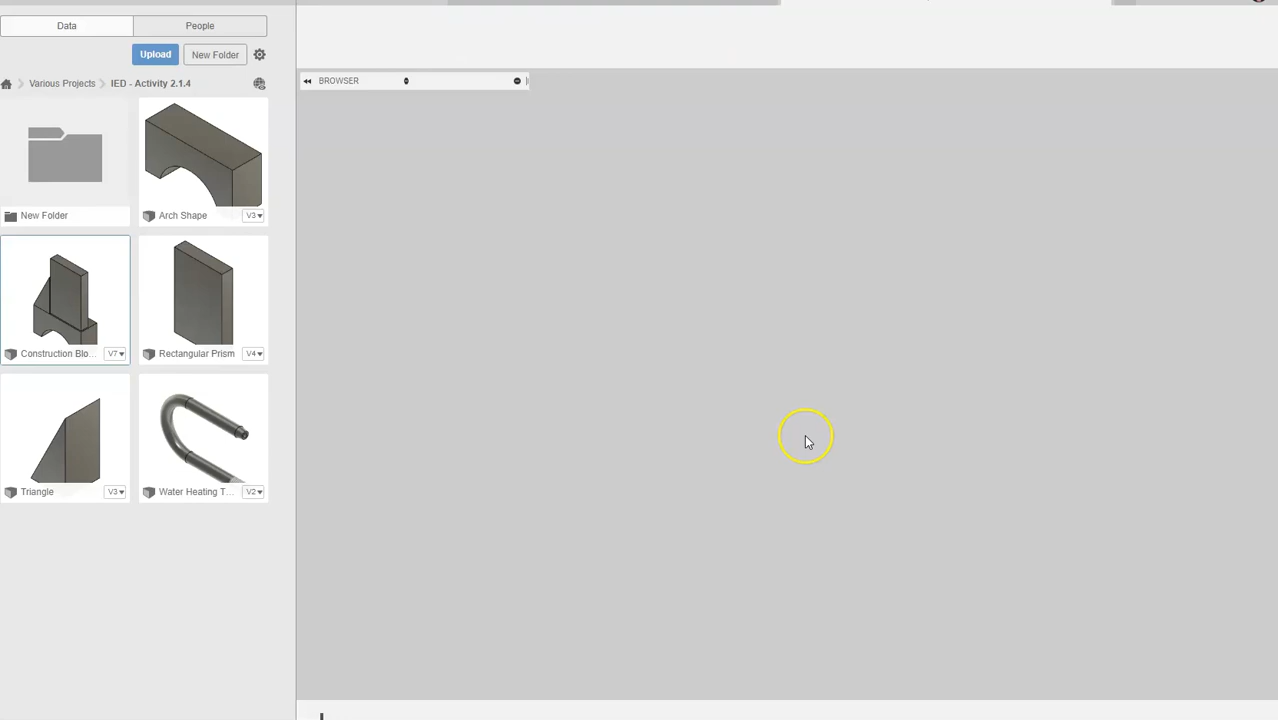 Data
People
Upload
New Folder
Various Projects
IED - Activity 2.1.4
BROWSER
New Folder
Arch Shape
V3
Construction Blo...
V7
Rectangular Prism
V4
Triangle
V3
Water Heating T...
V2